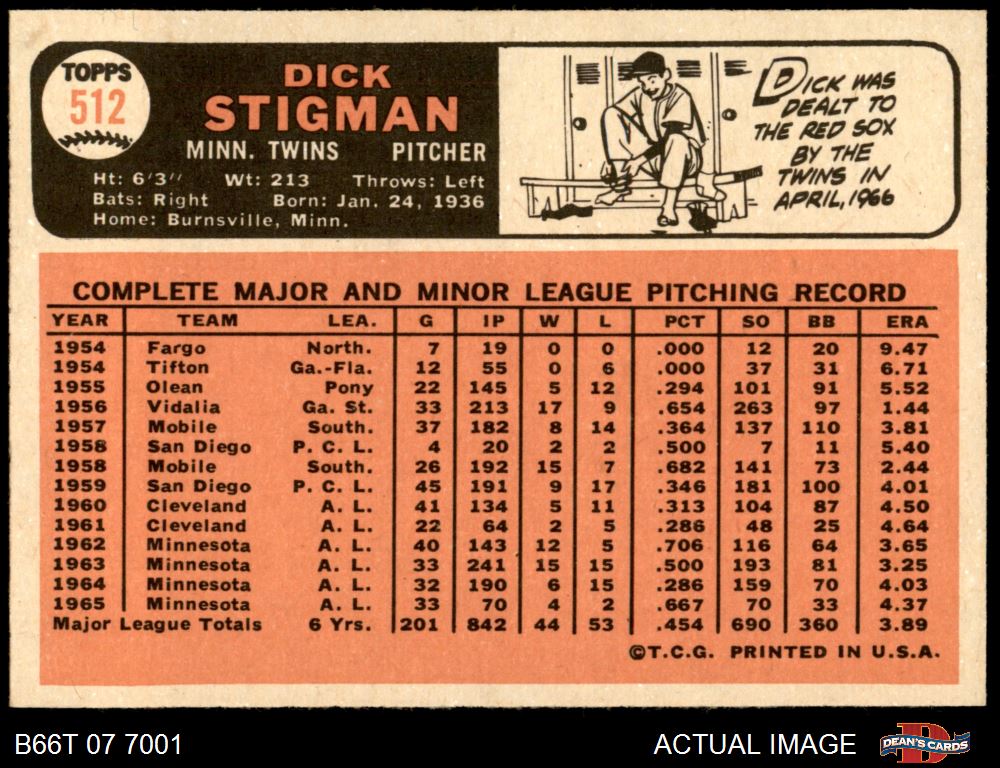 TOPPS
512
DICK
STIGMAN
MINN. TWINS PITCHER
Ht: 6'3" Wt: 213 Throws: Left
Bats: Right Born: Jan. 24, 1936
Home: Burnsville, Minn.
DICK WAS
DEALT TO
THE RED SOX
BY THE
TWINS IN
APRIL, 1966
COMPLETE MAJOR AND MINOR LEAGUE PITCHING RECORD
YEAR TEAM LEA. G IP W L PCT SO BB ERA
1954 Fargo North. 7 19 0 0 .000 12 20 9.47
1954 Tifton Ga.-Fla. 12 55 0 6 .000 37 31 6.71
1955 Olean Pony 22 145 5 12 .294 101 91 5.52
1956 Vidalia Ga. St. 33 213 17 9 .654 263 97 1.44
1957 Mobile South. 37 182 8 14 .364 137 110 3.81
1958 San Diego P. C. L. 4 20 2 2 .500 7 11 5.40
1958 Mobile South. 26 192 15 7 .682 141 73 2.44
1959 San Diego P. C. L. 45 191 9 17 .346 181 100 4.01
1960 Cleveland A. L. 41 134 5 11 .313 104 87 4.50
1961 Cleveland A. L. 22 64 2 5 .286 48 25 4.64
1962 Minnesota A. L. 40 143 12 5 .706 116 64 3.65
1963 Minnesota A. L. 33 241 15 15 .500 193 81 3.25
1964 Minnesota A. L. 32 190 6 15 .286 159 70 4.03
1965 Minnesota A. L. 33 70 4 2 .667 70 33 4.37
Major League Totals 6 Yrs. 201 842 44 53 .454 690 360 3.89
©T.C.G. PRINTED IN U.S.A.
B66T 07 7001
ACTUAL IMAGE
D
DEAN'S CARDS